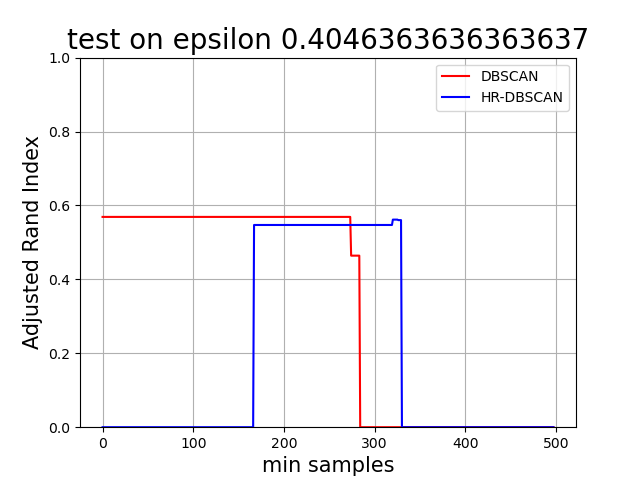 test on epsilon 0.4046363636363637
1.0
DBSCAN
HR-DBSCAN
0.8
0.6
0.4
0.2
0.0
Adjusted Rand Index
0 100 200 300 400 500
min samples